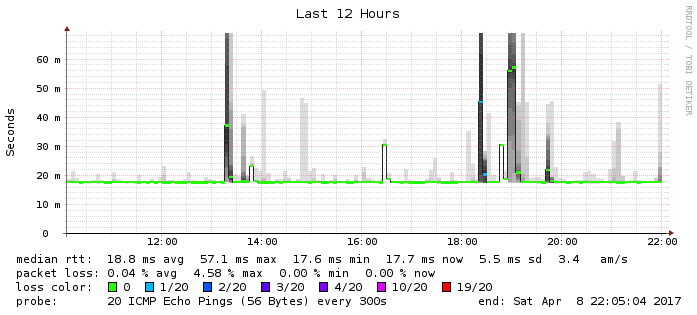 Last 12 Hours
RRDTOOL / TOBI OETIKER
Seconds
60 m
50 m
40 m
30 m
20 m
10 m
0
12:00 14:00 16:00 18:00 20:00 22:00
median rtt: 18.8 ms avg 57.1 ms max 17.6 ms min 17.7 ms now 5.5 ms sd 3.4 am/s
packet loss: 0.04 % avg 4.58 % max 0.00 % min 0.00 % now
loss color: 0 1/20 2/20 3/20 4/20 10/20 19/20
probe: 20 ICMP Echo Pings (56 Bytes) every 300s end: Sat Apr 8 22:05:04 2017